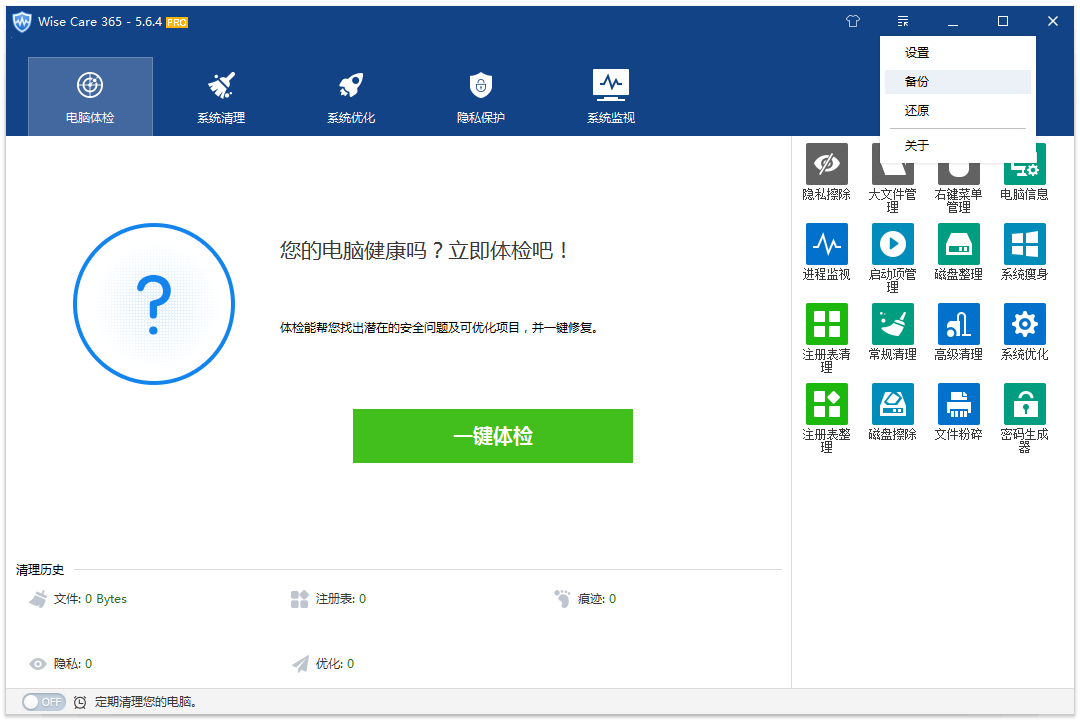 Wise Care 365 - 5.6.4 PRO
设置
备份
还原
关于
电脑体检
系统清理
系统优化
隐私保护
系统监视
您的电脑健康吗？立即体检吧！
体检能帮您找出潜在的安全问题及可优化项目，并一键修复。
一键体检
隐私擦除
大文件管
理
右键菜单
管理
电脑信息
进程监视
启动项管
理
磁盘整理
系统瘦身
注册表清
理
常规清理
高级清理
系统优化
注册表整
理
磁盘擦除
文件粉碎
密码生成
器
清理历史
文件: 0 Bytes
注册表: 0
痕迹: 0
隐私: 0
优化: 0
OFF
定期清理您的电脑。